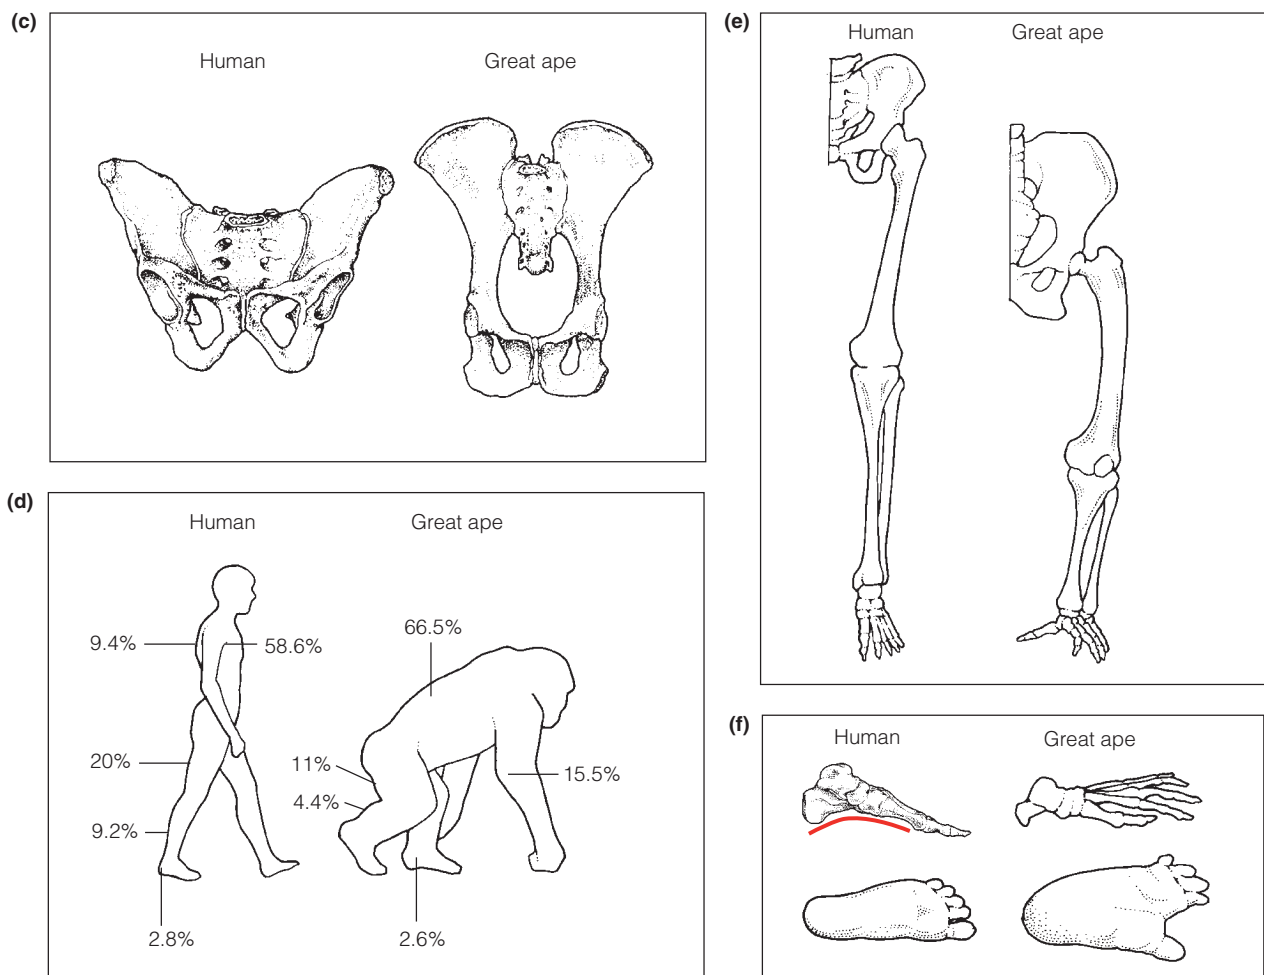 (c)
Human Great ape
(d)
Human Great ape
9.4% 58.6% 66.5%
20% 11% 15.5%
4.4%
9.2%
2.8% 2.6%
(e)
Human Great ape
(f)
Human Great ape